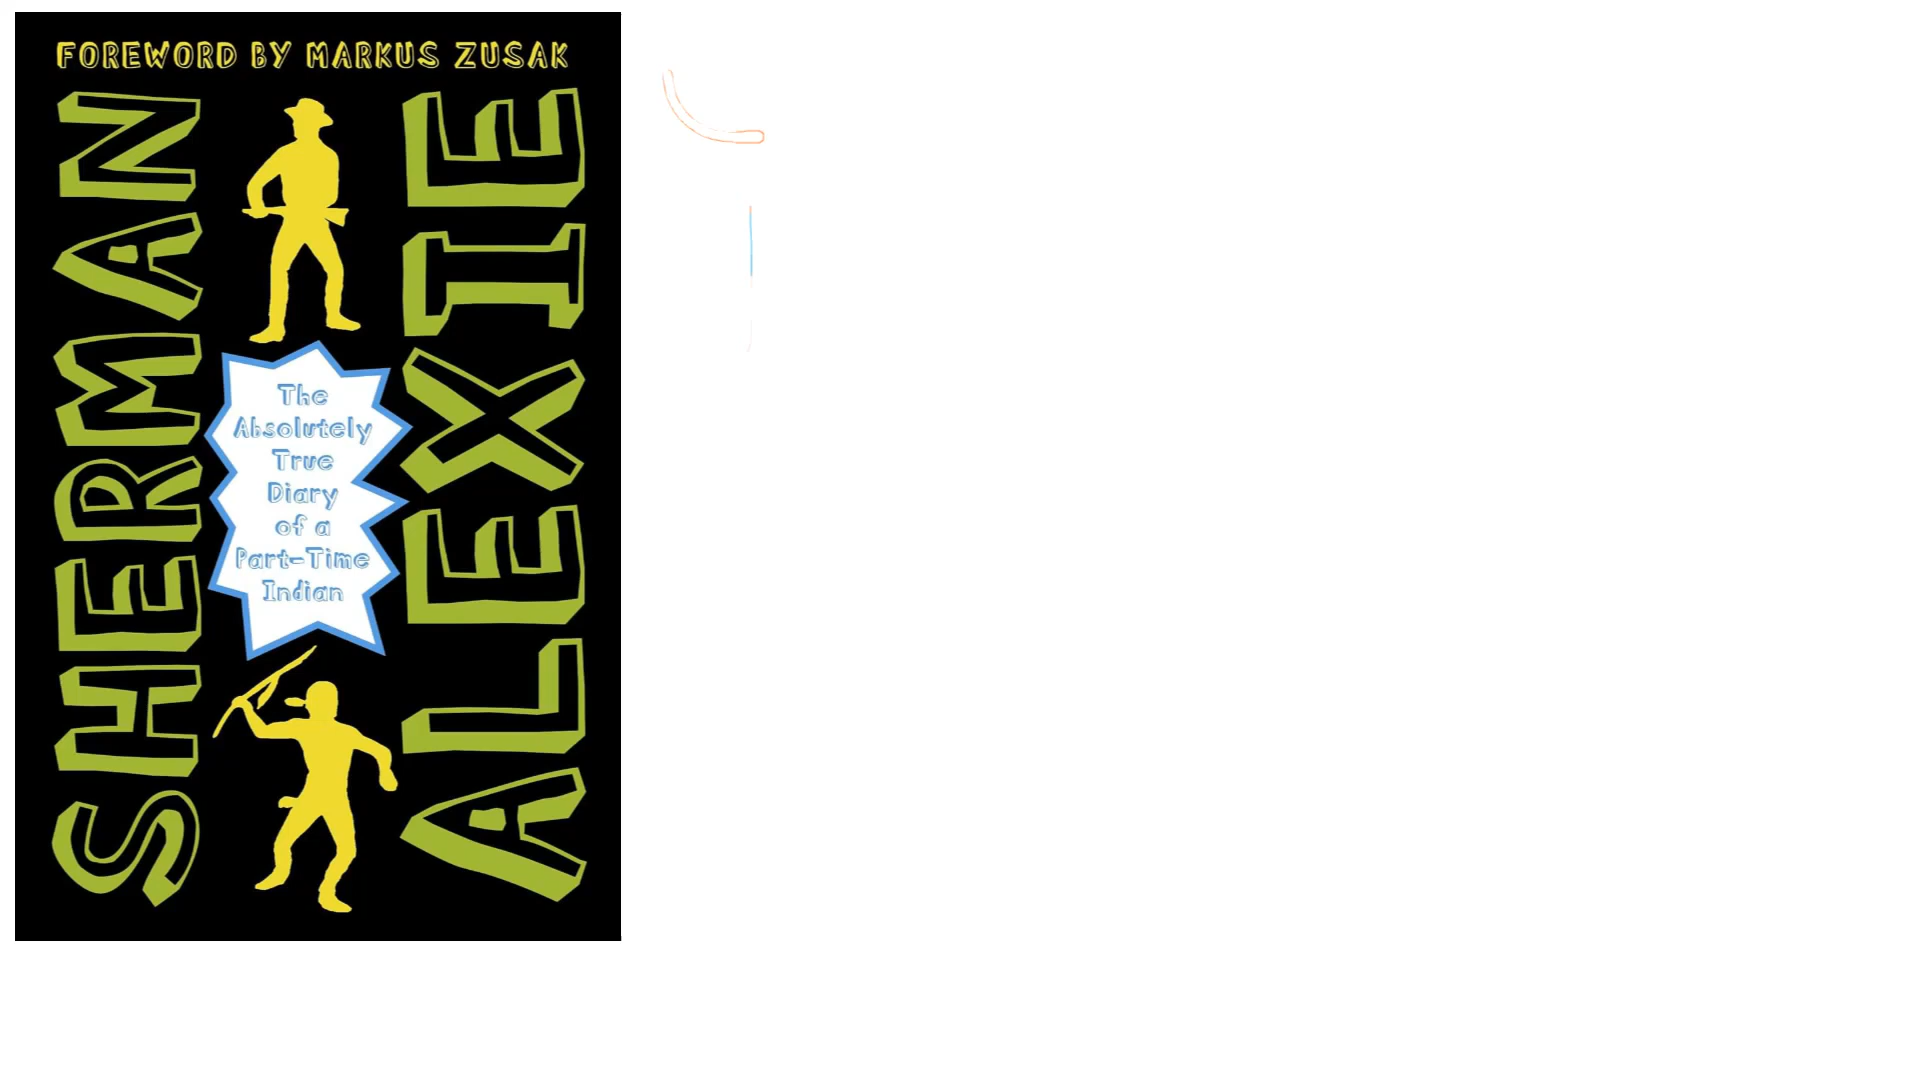 FOREWORD BY MARKUS ZUSAK
SHERMAN
ALEXIE
The
Absolutely
True
Diary
of a
Part-Time
Indian